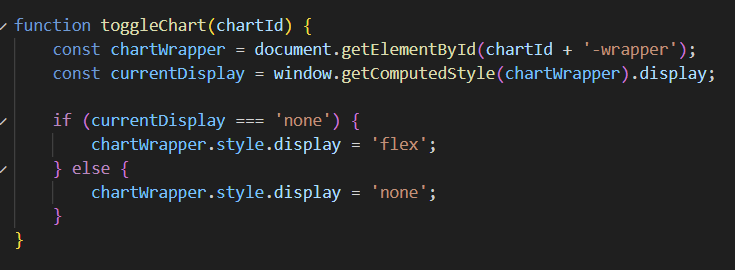 function toggleChart(chartId) {
    const chartWrapper = document.getElementById(chartId + '-wrapper');
    const currentDisplay = window.getComputedStyle(chartWrapper).display;

    if (currentDisplay === 'none') {
        chartWrapper.style.display = 'flex';
    } else {
        chartWrapper.style.display = 'none';
    }
}